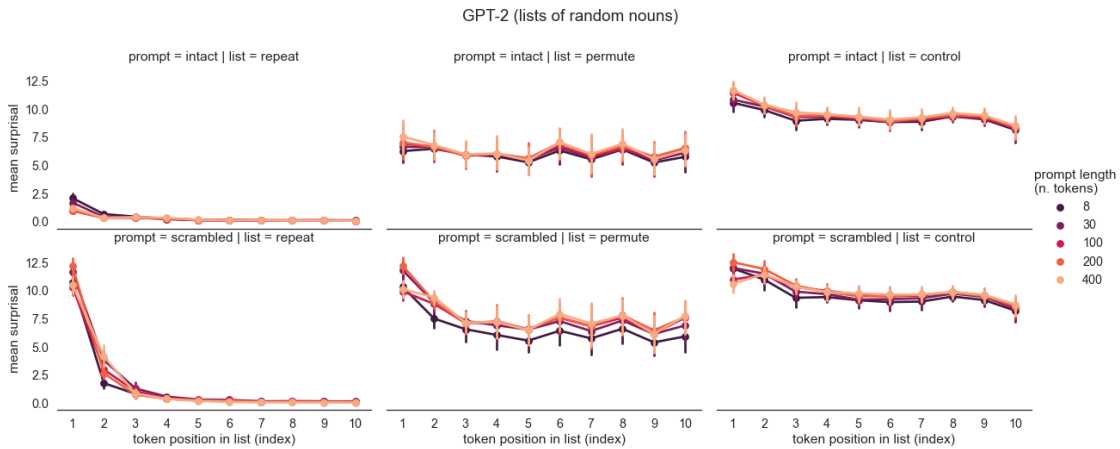 GPT-2 (lists of random nouns)
prompt = intact | list = repeat
prompt = intact | list = permute
prompt = intact | list = control
mean surprisal
12.5
10.0
7.5
5.0
2.5
0.0
prompt length
(n. tokens)
8
30
100
200
400
prompt = scrambled | list = repeat
prompt = scrambled | list = permute
prompt = scrambled | list = control
mean surprisal
12.5
10.0
7.5
5.0
2.5
0.0
1 2 3 4 5 6 7 8 9 10
token position in list (index)
1 2 3 4 5 6 7 8 9 10
token position in list (index)
1 2 3 4 5 6 7 8 9 10
token position in list (index)